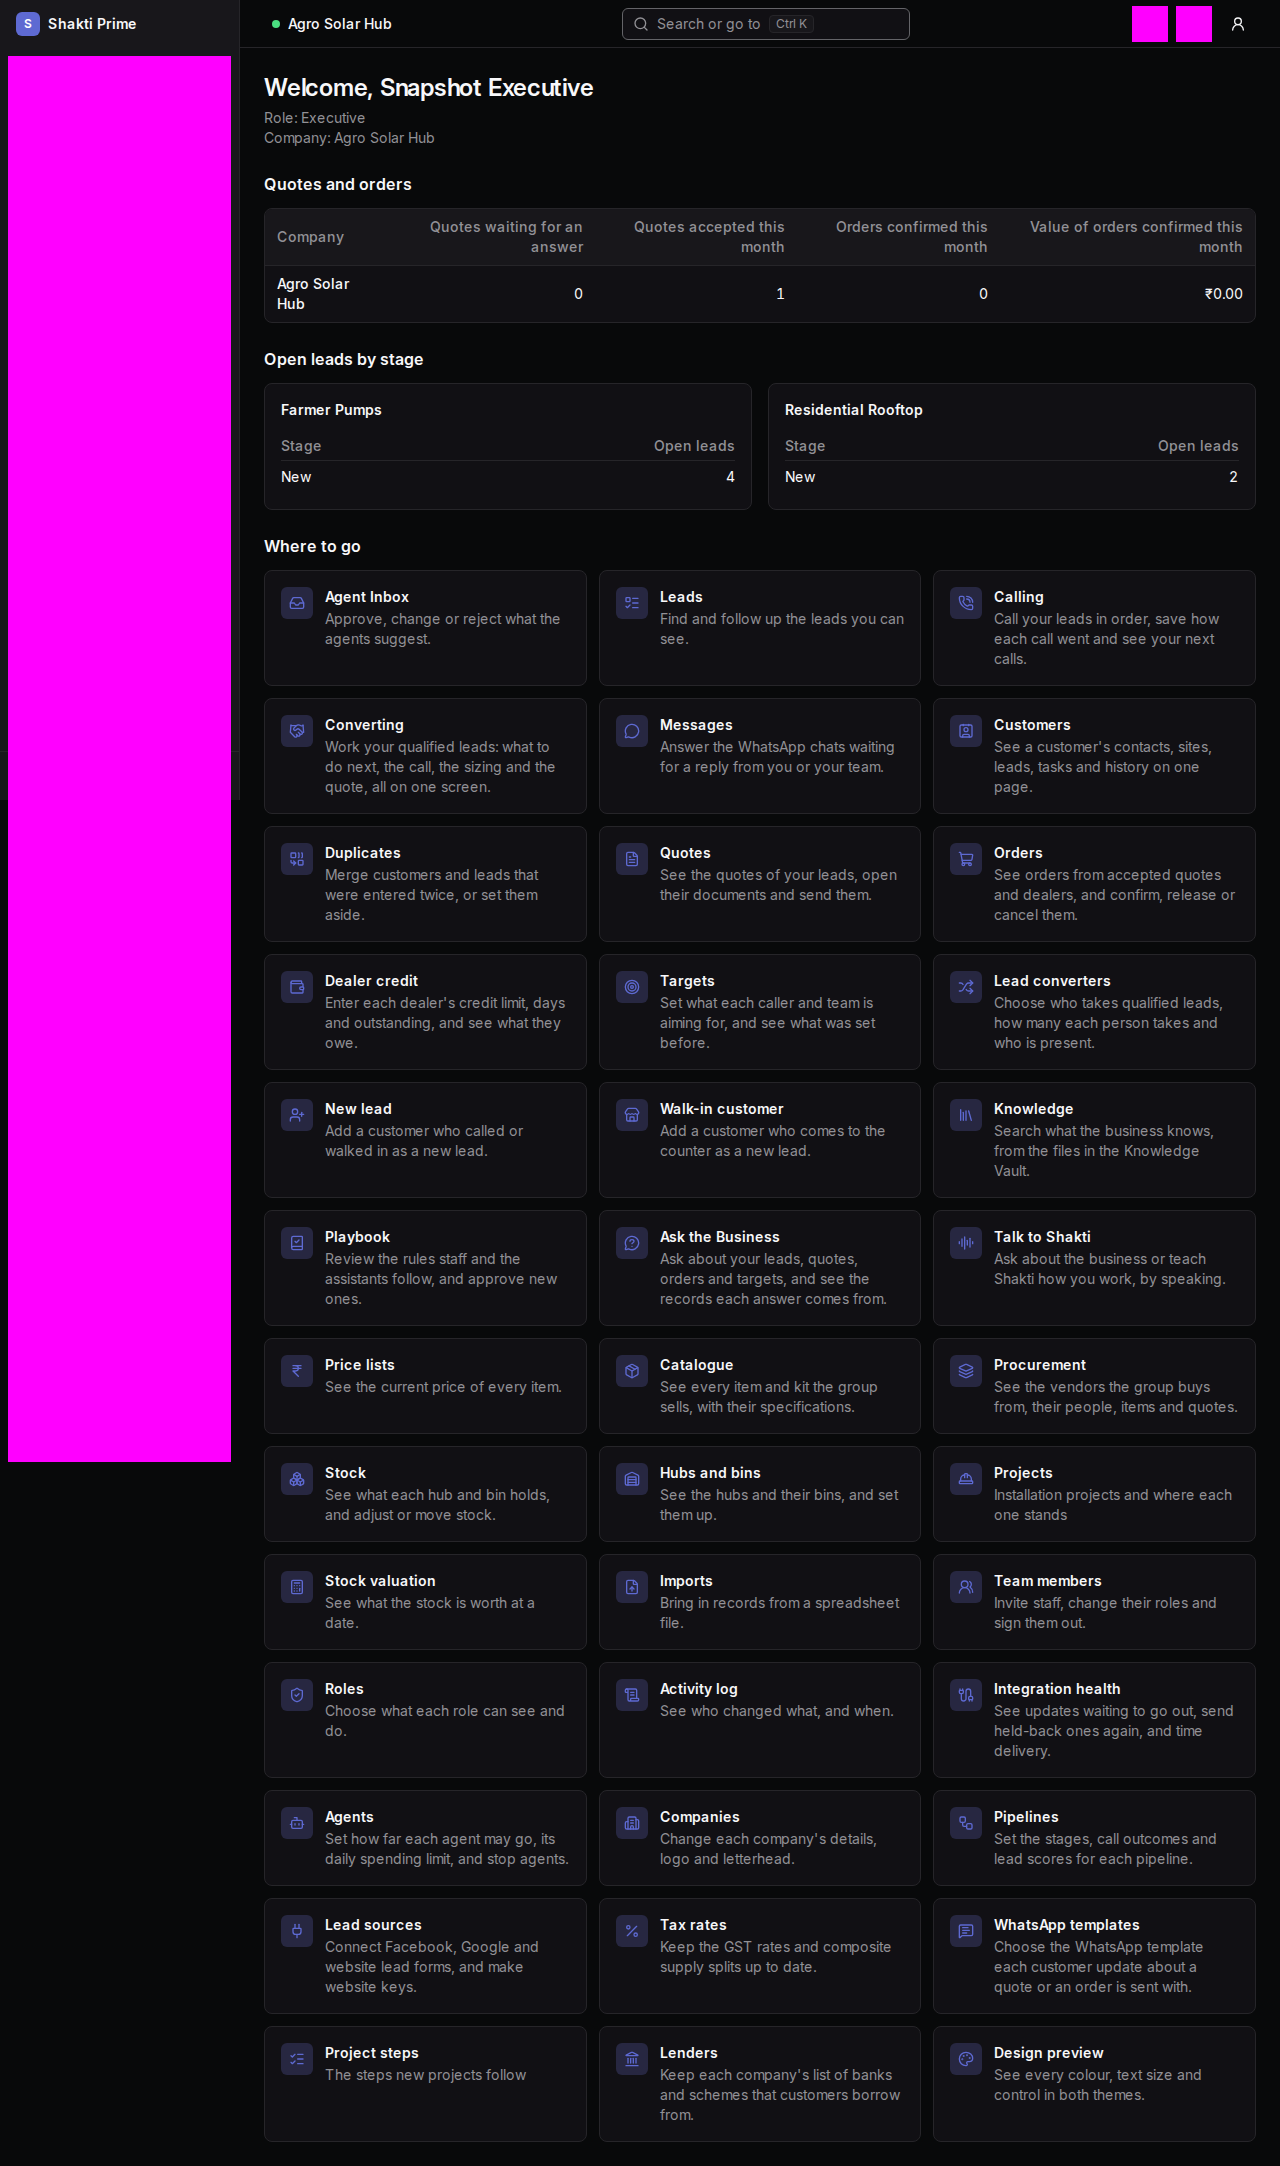 S Shakti Prime
Agro Solar Hub
Search or go to Ctrl K
Welcome, Snapshot Executive
Role: Executive
Company: Agro Solar Hub
Quotes and orders
Company
Quotes waiting for an
answer
Quotes accepted this
month
Orders confirmed this
month
Value of orders confirmed this
month
Agro Solar
Hub
0
1
0
₹0.00
Open leads by stage
Farmer Pumps
Stage Open leads
New 4
Residential Rooftop
Stage Open leads
New 2
Where to go
Agent Inbox
Approve, change or reject what the
agents suggest.
Leads
Find and follow up the leads you can
see.
Calling
Call your leads in order, save how
each call went and see your next
calls.
Converting
Work your qualified leads: what to
do next, the call, the sizing and the
quote, all on one screen.
Messages
Answer the WhatsApp chats waiting
for a reply from you or your team.
Customers
See a customer's contacts, sites,
leads, tasks and history on one
page.
Duplicates
Merge customers and leads that
were entered twice, or set them
aside.
Quotes
See the quotes of your leads, open
their documents and send them.
Orders
See orders from accepted quotes
and dealers, and confirm, release or
cancel them.
Dealer credit
Enter each dealer's credit limit, days
and outstanding, and see what they
owe.
Targets
Set what each caller and team is
aiming for, and see what was set
before.
Lead converters
Choose who takes qualified leads,
how many each person takes and
who is present.
New lead
Add a customer who called or
walked in as a new lead.
Walk-in customer
Add a customer who comes to the
counter as a new lead.
Knowledge
Search what the business knows,
from the files in the Knowledge
Vault.
Playbook
Review the rules staff and the
assistants follow, and approve new
ones.
Ask the Business
Ask about your leads, quotes,
orders and targets, and see the
records each answer comes from.
Talk to Shakti
Ask about the business or teach
Shakti how you work, by speaking.
Price lists
See the current price of every item.
Catalogue
See every item and kit the group
sells, with their specifications.
Procurement
See the vendors the group buys
from, their people, items and quotes.
Stock
See what each hub and bin holds,
and adjust or move stock.
Hubs and bins
See the hubs and their bins, and set
them up.
Projects
Installation projects and where each
one stands
Stock valuation
See what the stock is worth at a
date.
Imports
Bring in records from a spreadsheet
file.
Team members
Invite staff, change their roles and
sign them out.
Roles
Choose what each role can see and
do.
Activity log
See who changed what, and when.
Integration health
See updates waiting to go out, send
held-back ones again, and time
delivery.
Agents
Set how far each agent may go, its
daily spending limit, and stop agents.
Companies
Change each company's details,
logo and letterhead.
Pipelines
Set the stages, call outcomes and
lead scores for each pipeline.
Lead sources
Connect Facebook, Google and
website lead forms, and make
website keys.
Tax rates
Keep the GST rates and composite
supply splits up to date.
WhatsApp templates
Choose the WhatsApp template
each customer update about a
quote or an order is sent with.
Project steps
The steps new projects follow
Lenders
Keep each company's list of banks
and schemes that customers borrow
from.
Design preview
See every colour, text size and
control in both themes.